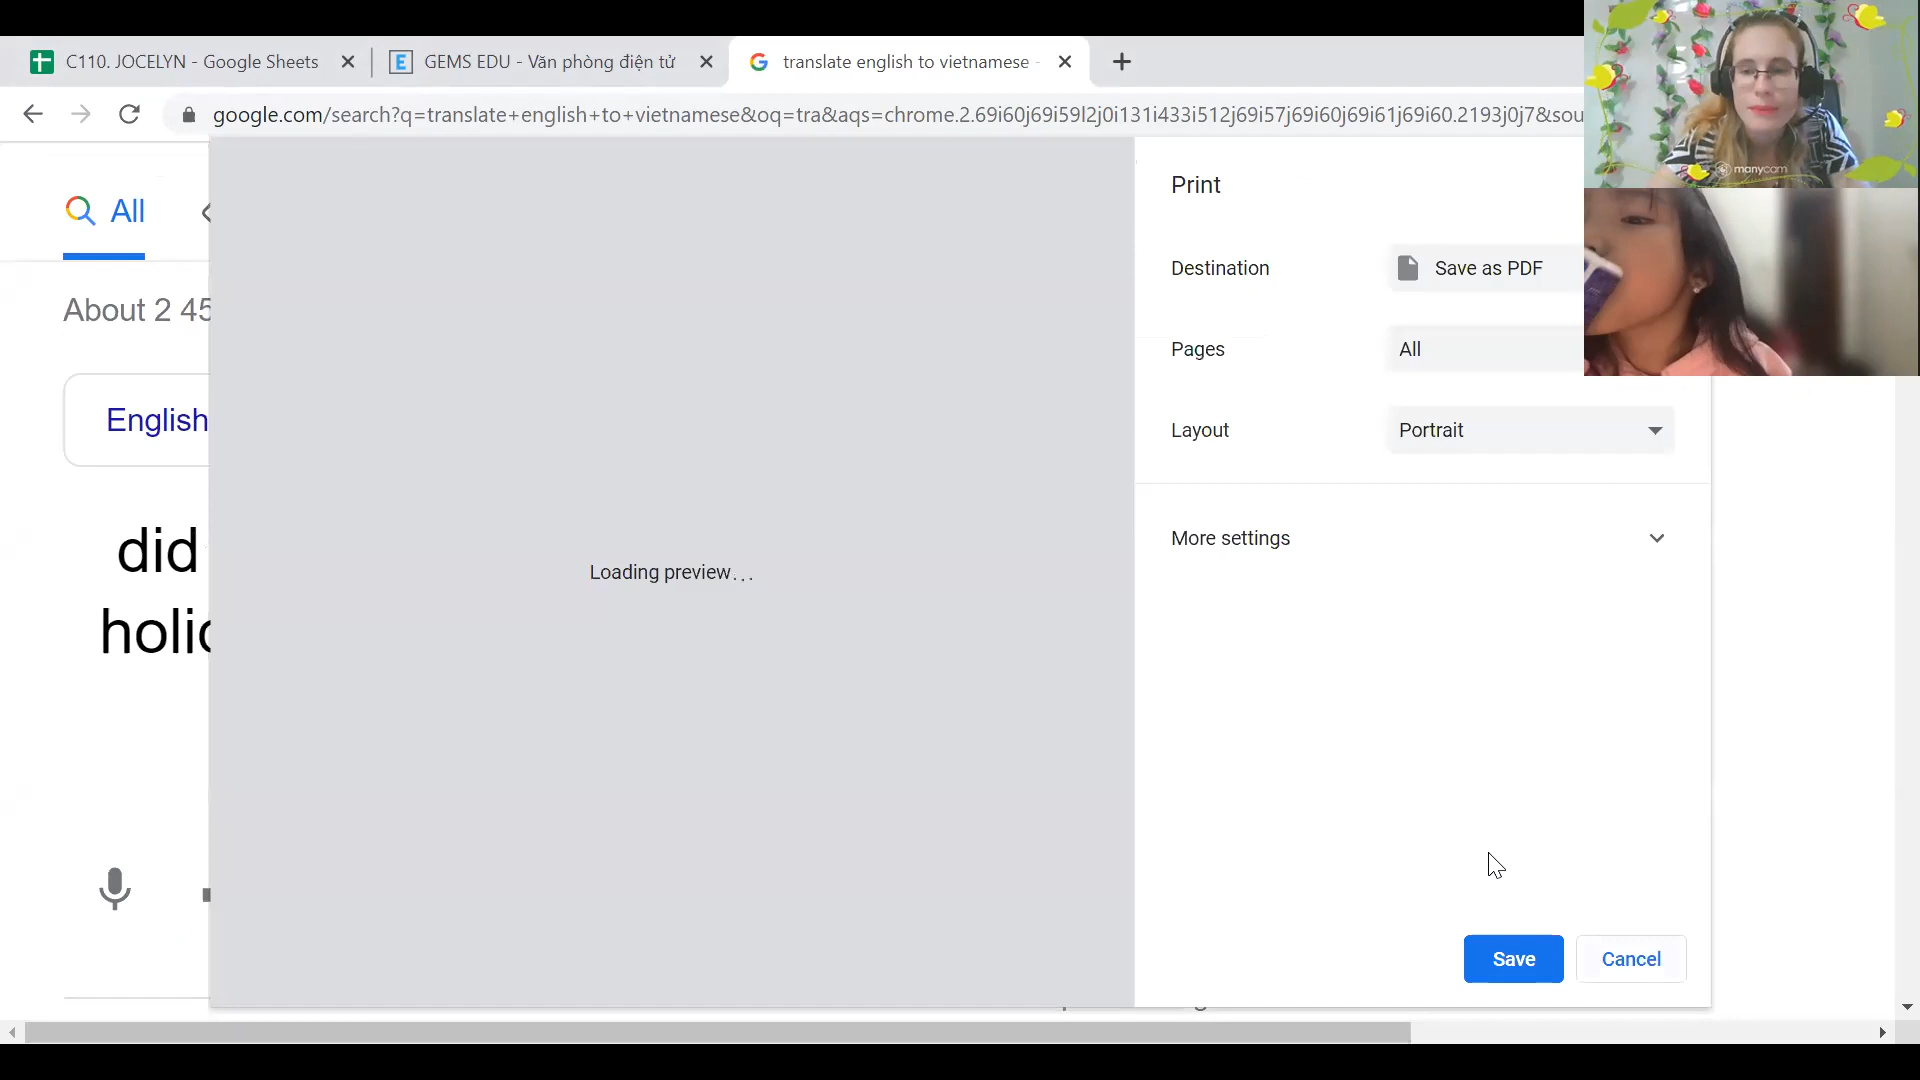 C110. JOCELYN - Google Sheets
GEMS EDU - Văn phòng điện tử
translate english to vietnamese -
google.com/search?q=translate+english+to+vietnamese&oq=tra&aqs=chrome.2.69i60j69i59l2j0i131i433i512j69i57j69i60j69i61j69i60.2193j0j7&sou
manycam
All
About 2 45
English
did
Print
Destination
Save as PDF
Pages
All
Layout
Portrait
More settings
Loading preview...
Save
Cancel